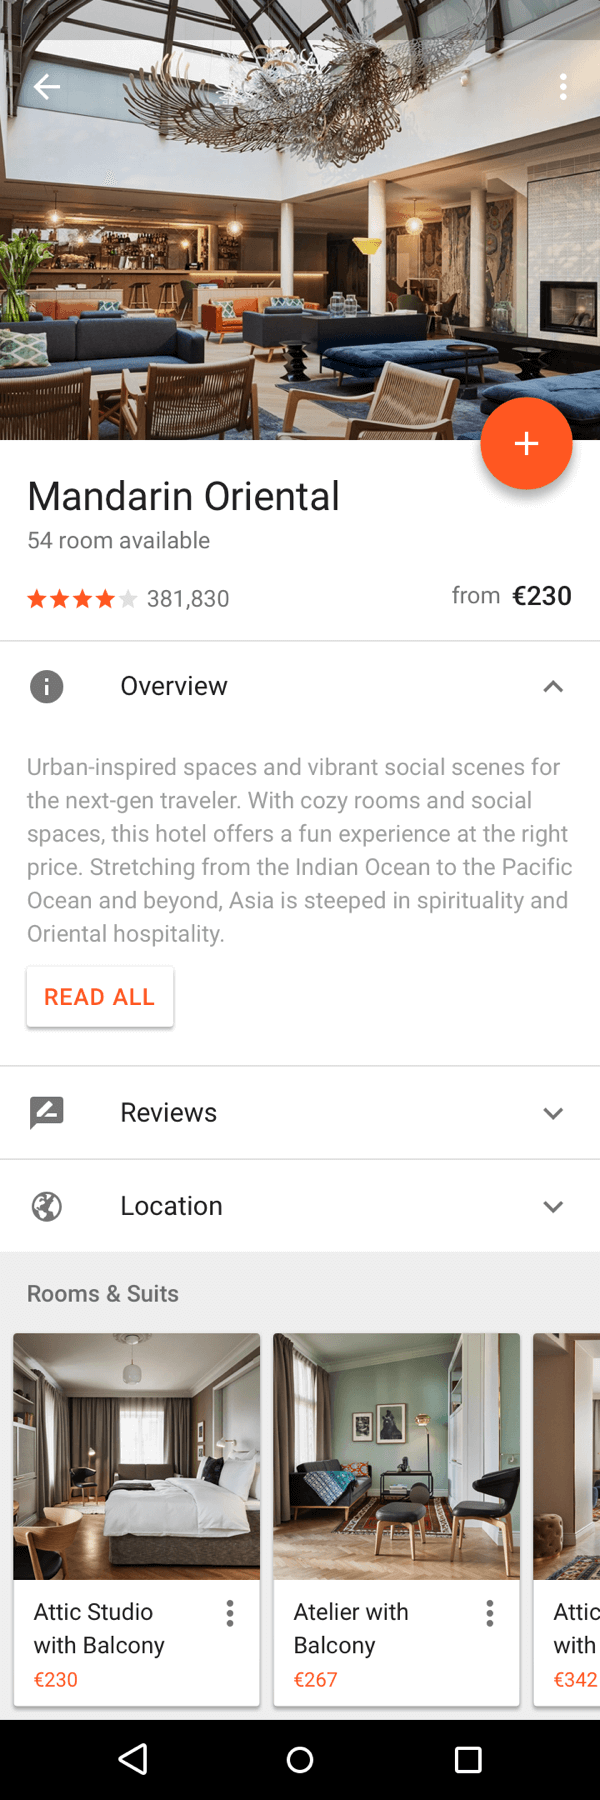 Mandarin Oriental
54 room available
381,830
from €230
Overview
Urban-inspired spaces and vibrant social scenes for
the next-gen traveler. With cozy rooms and social
spaces, this hotel offers a fun experience at the right
price. Stretching from the Indian Ocean to the Pacific
Ocean and beyond, Asia is steeped in spirituality and
Oriental hospitality.
READ ALL
Reviews
Location
Rooms & Suits
Attic Studio
with Balcony
€230
Atelier with
Balcony
€267
Attic
with
€342